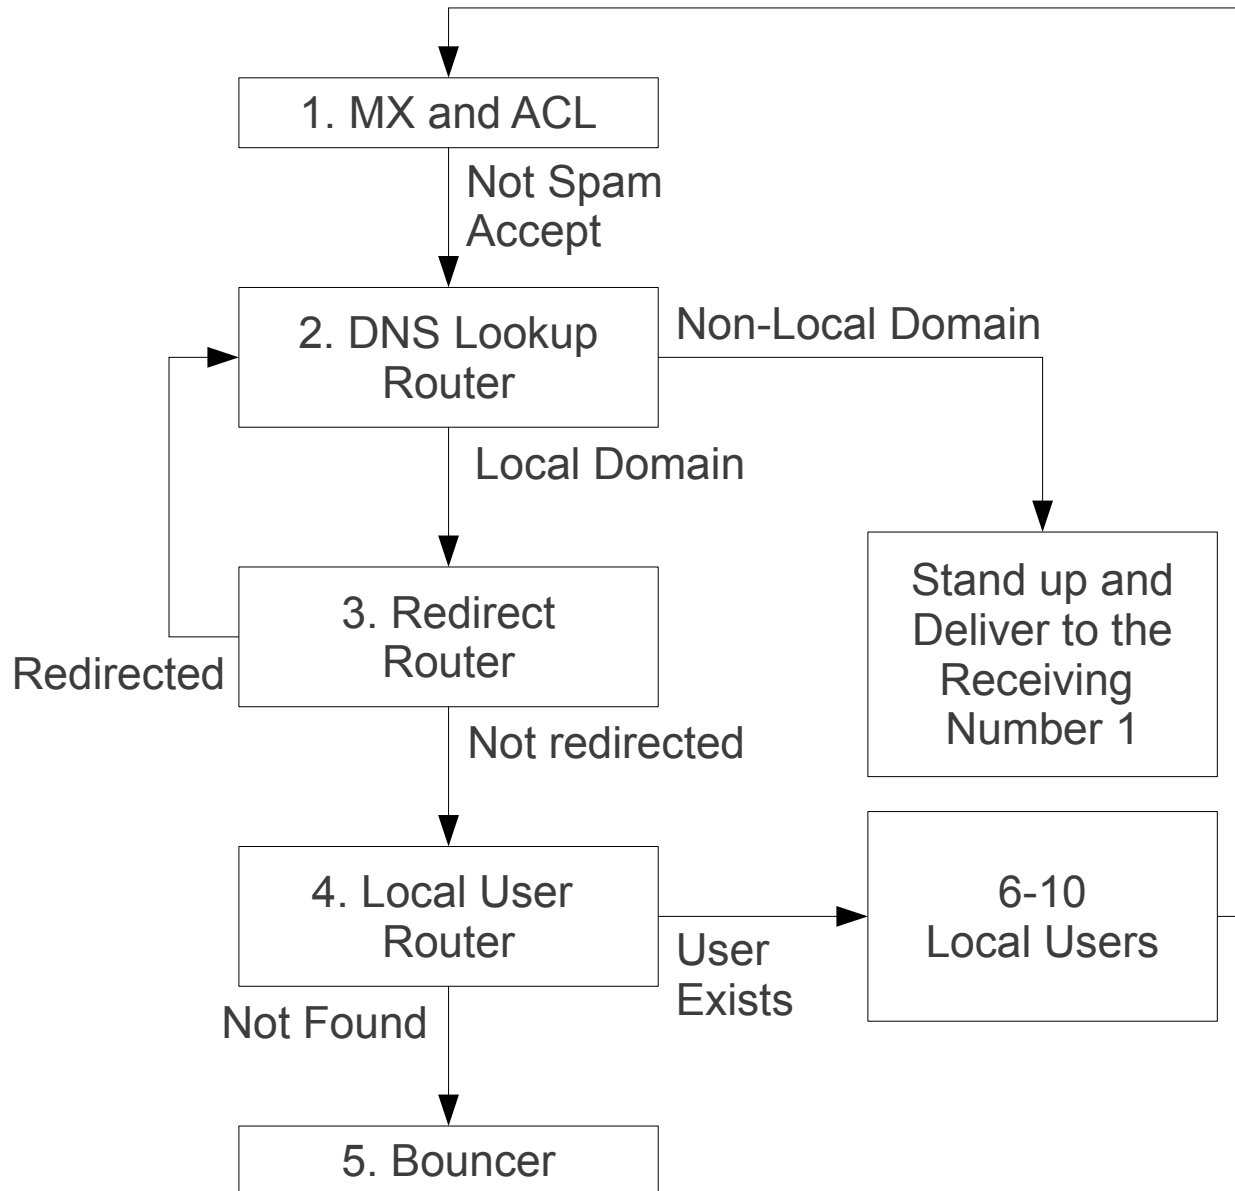 1. MX and ACL
Not Spam
Accept
2. DNS Lookup
Router
Non-Local Domain
Local Domain
3. Redirect
Router
Redirected
Stand up and
Deliver to the
Receiving
Number 1
Not redirected
4. Local User
Router
User
Exists
6-10
Local Users
Not Found
5. Bouncer